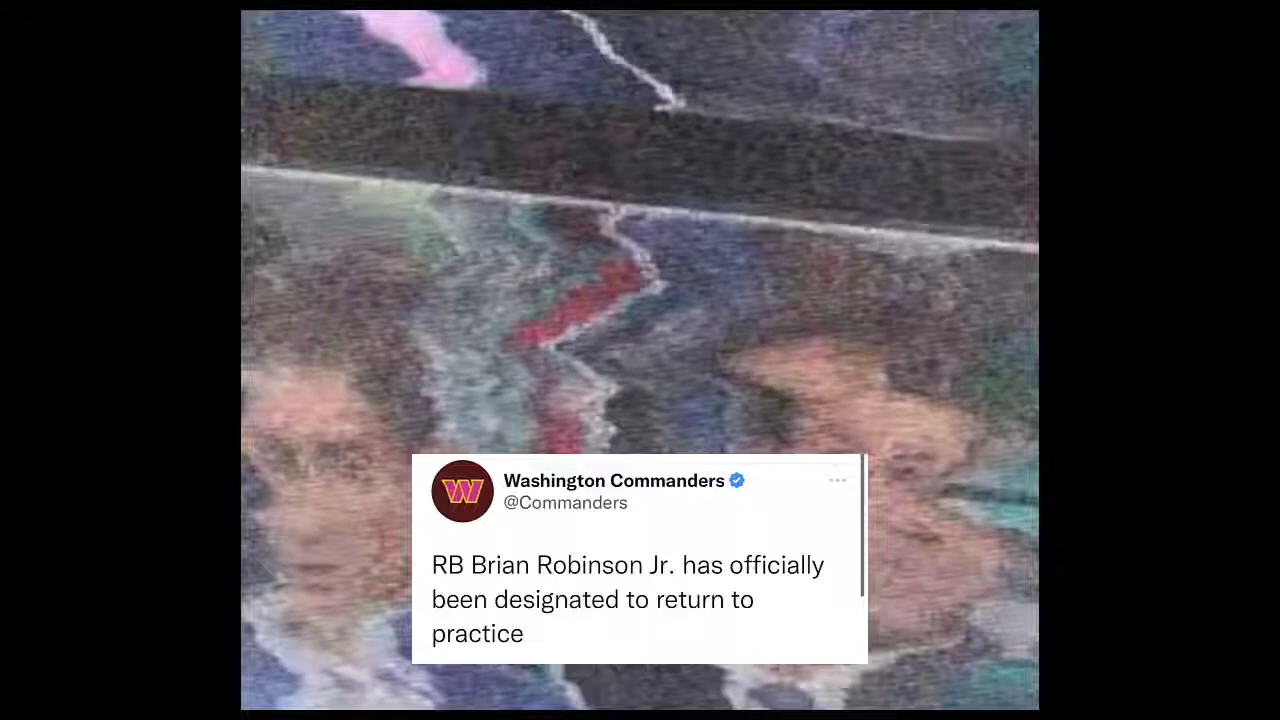 Washington Commanders
@Commanders
RB Brian Robinson Jr. has officially
been designated to return to
practice